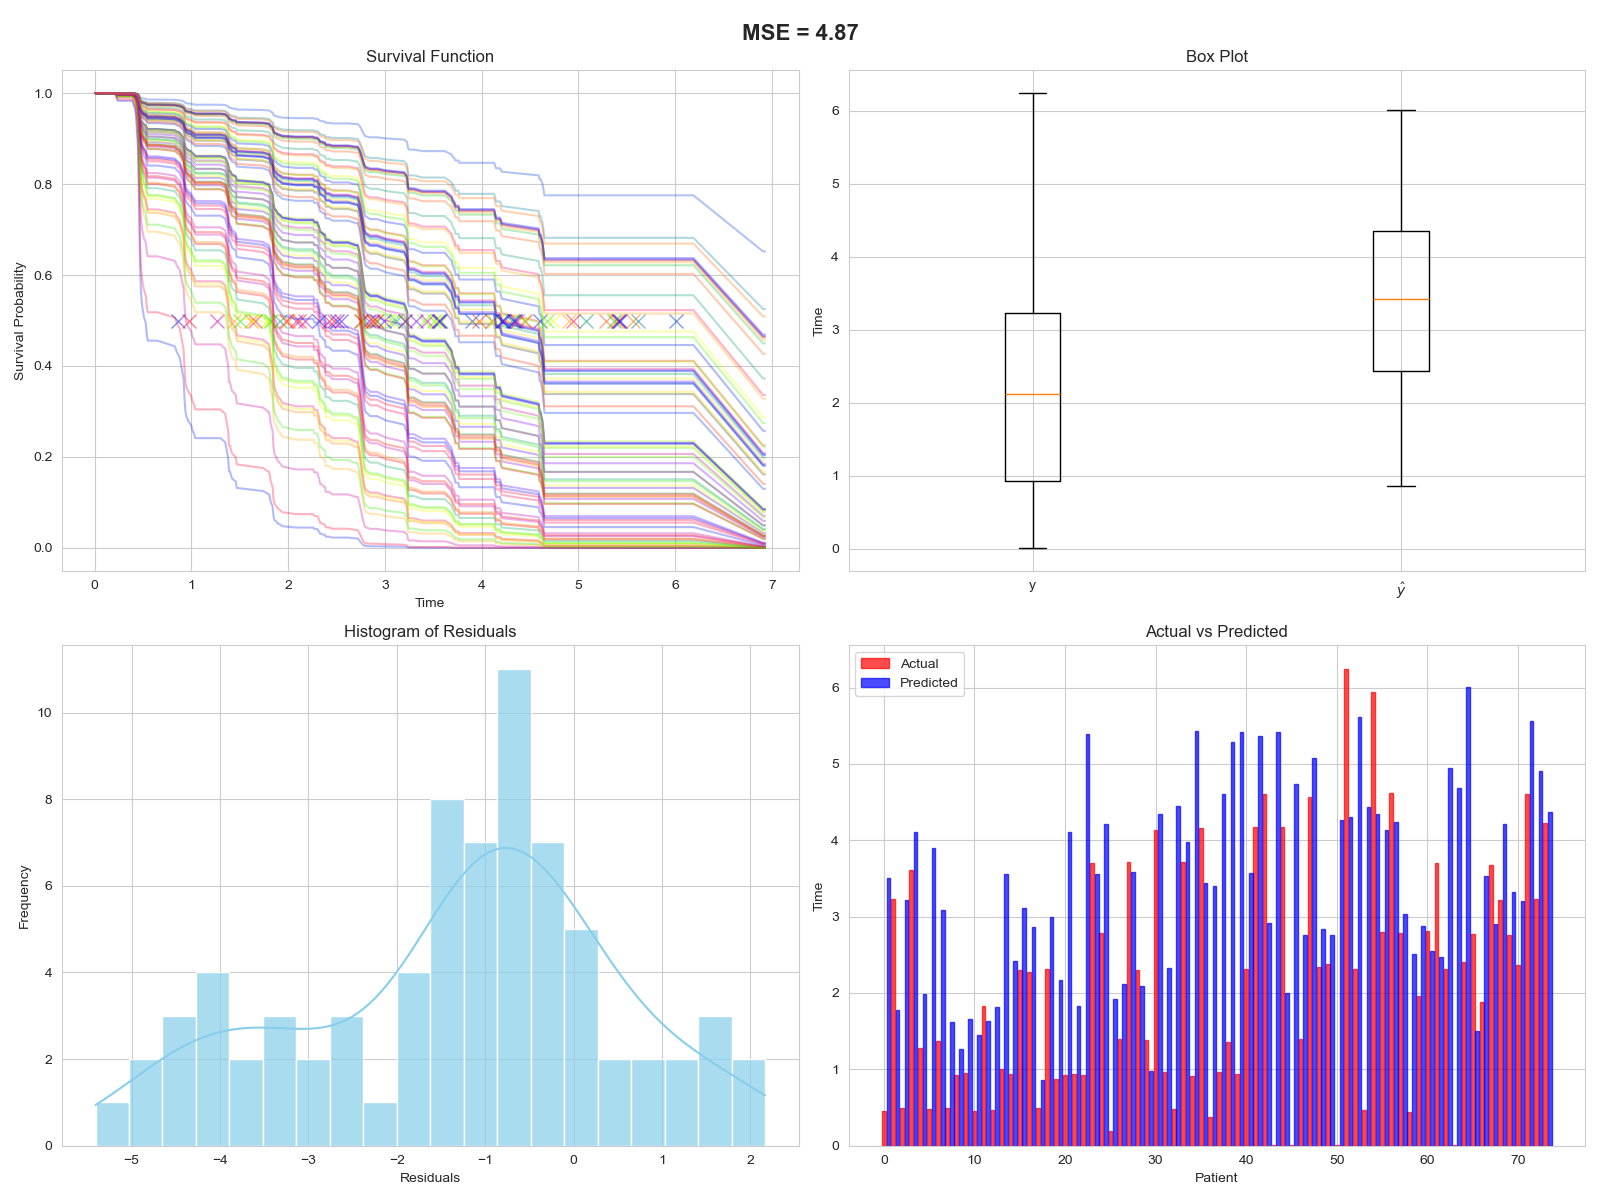 MSE = 4.87
Survival Function
1.0
0.8
0.6
0.4
0.2
0.0
Survival Probability
0 1 2 3 4 5 6 7
Time
Box Plot
6
5
4
3
2
1
0
Time
y ŷ
Histogram of Residuals
10
8
6
4
2
0
Frequency
−5 −4 −3 −2 −1 0 1 2
Residuals
Actual vs Predicted
Actual
Predicted
6
5
4
3
2
1
0
Time
0 10 20 30 40 50 60 70
Patient